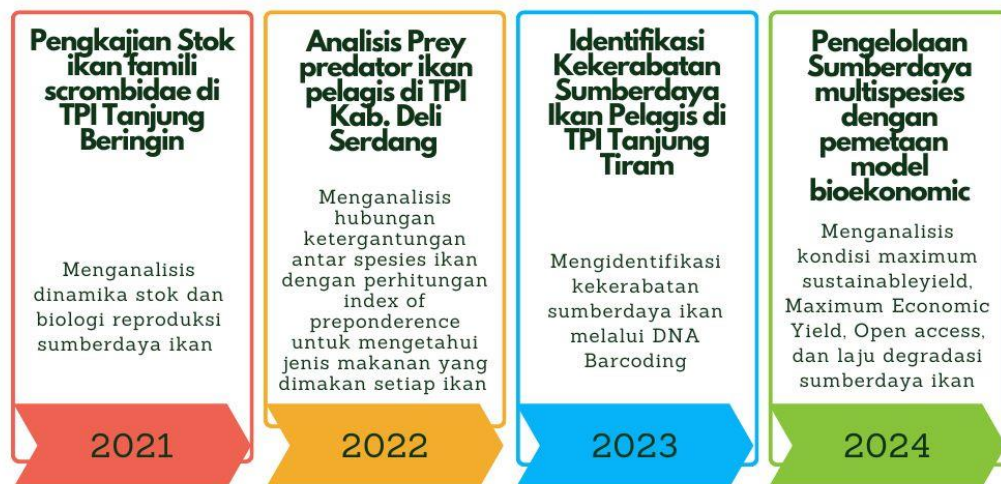 Pengkajian Stok
ikan famili
scrombidae di
TPI Tanjung
Beringin
Menganalisis
dinamika stok dan
biologi reproduksi
sumberdaya ikan
2021
Analisis Prey
predator ikan
pelagis di TPI
Kab. Deli
Serdang
Menganalisis
hubungan
ketergantungan
antar spesies ikan
dengan perhitungan
index of
preponderence
untuk mengetahui
jenis makanan yang
dimakan setiap ikan
2022
Identifikasi
Kekerabatan
Sumberdaya
Ikan Pelagis di
TPI Tanjung
Tiram
Mengidentifikasi
kekerabatan
sumberdaya ikan
melalui DNA
Barcoding
2023
Pengelolaan
Sumberdaya
multispesies
dengan
pemetaan
model
bioekonomic
Menganalisis
kondisi maximum
sustainableyield,
Maximum Economic
Yield, Open access,
dan laju degradasi
sumberdaya ikan
2024